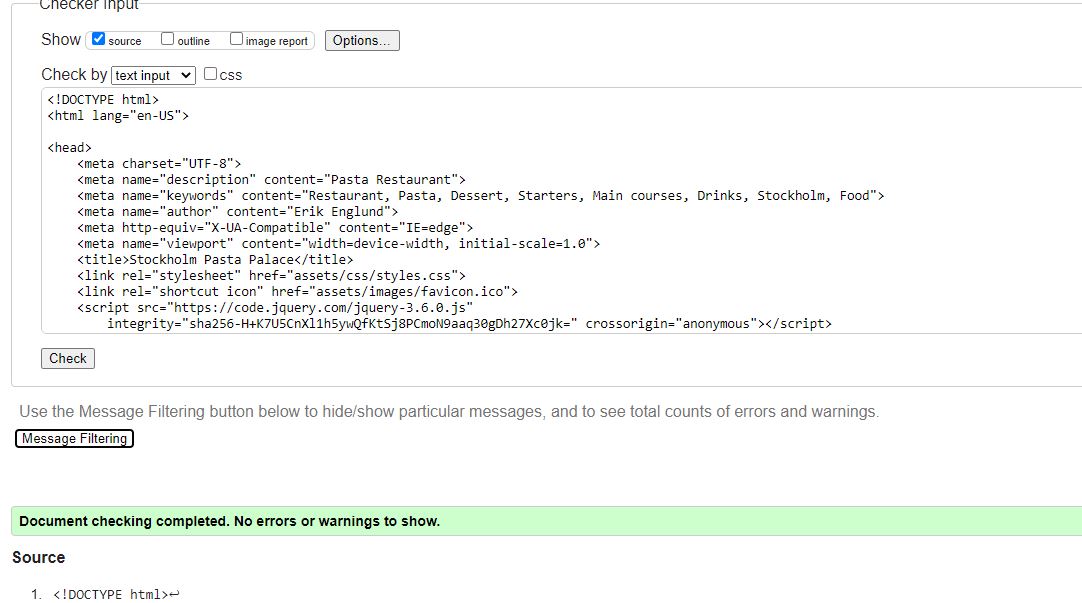 Checker Input
Show source outline image report Options...
Check by text input css
<!DOCTYPE html>
<html lang="en-US">
<head>
<meta charset="UTF-8">
<meta name="description" content="Pasta Restaurant">
<meta name="keywords" content="Restaurant, Pasta, Dessert, Starters, Main courses, Drinks, Stockholm, Food">
<meta name="author" content="Erik Englund">
<meta http-equiv="X-UA-Compatible" content="IE=edge">
<meta name="viewport" content="width=device-width, initial-scale=1.0">
<title>Stockholm Pasta Palace</title>
<link rel="stylesheet" href="assets/css/styles.css">
<link rel="shortcut icon" href="assets/images/favicon.ico">
<script src="https://code.jquery.com/jquery-3.6.0.js"
integrity="sha256-H+K7U5CnXl1h5ywQfKtSj8PCmoN9aaq30gDh27Xc0jk=" crossorigin="anonymous"></script>
Check
Use the Message Filtering button below to hide/show particular messages, and to see total counts of errors and warnings.
Message Filtering
Document checking completed. No errors or warnings to show.
Source
1. <!DOCTYPE html>↩